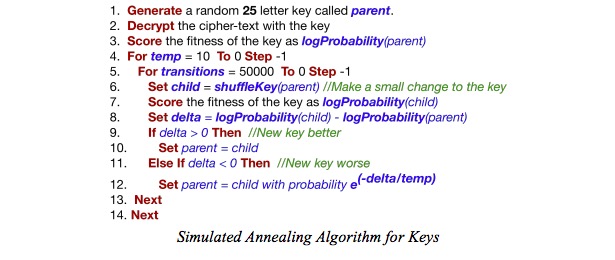 1. Generate a random 25 letter key called parent.
2. Decrypt the cipher-text with the key
3. Score the fitness of the key as logProbability(parent)
4. For temp = 10 To 0 Step -1
5. For transitions = 50000 To 0 Step -1
6. Set child = shuffleKey(parent) //Make a small change to the key
7. Score the fitness of the key as logProbability(child)
8. Set delta = logProbability(child) - logProbability(parent)
9. If delta > 0 Then //New key better
10. Set parent = child
11. Else If delta < 0 Then //New key worse
12. Set parent = child with probability e(-delta/temp)
13. Next
14. Next
Simulated Annealing Algorithm for Keys